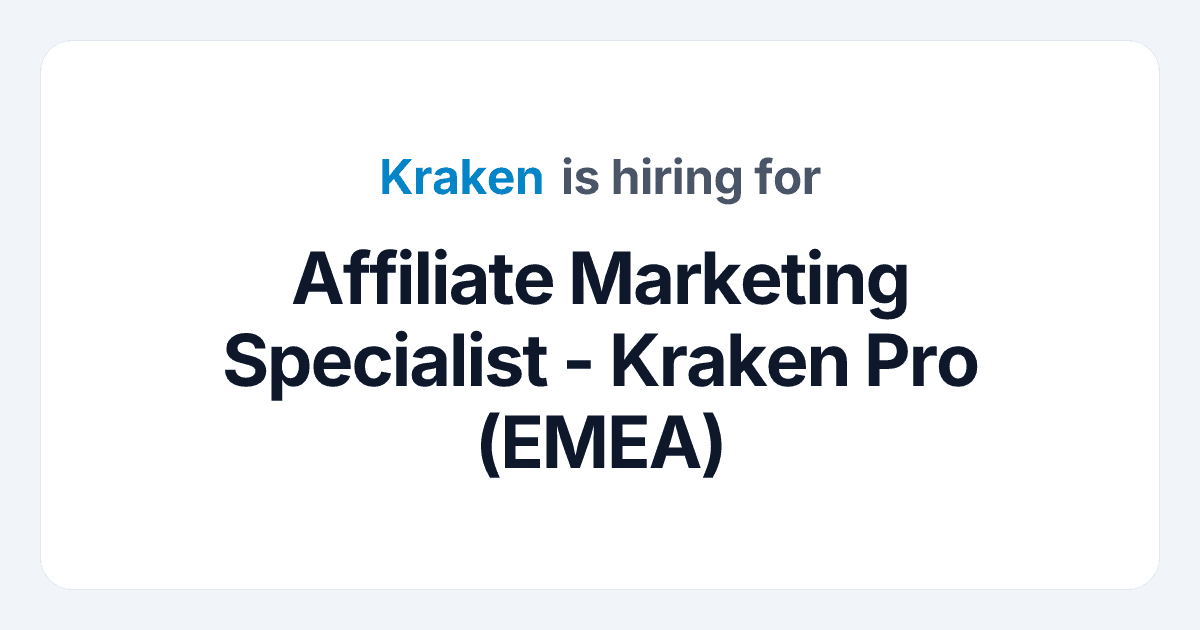 Kraken is hiring for
Affiliate Marketing
Specialist - Kraken Pro
(EMEA)